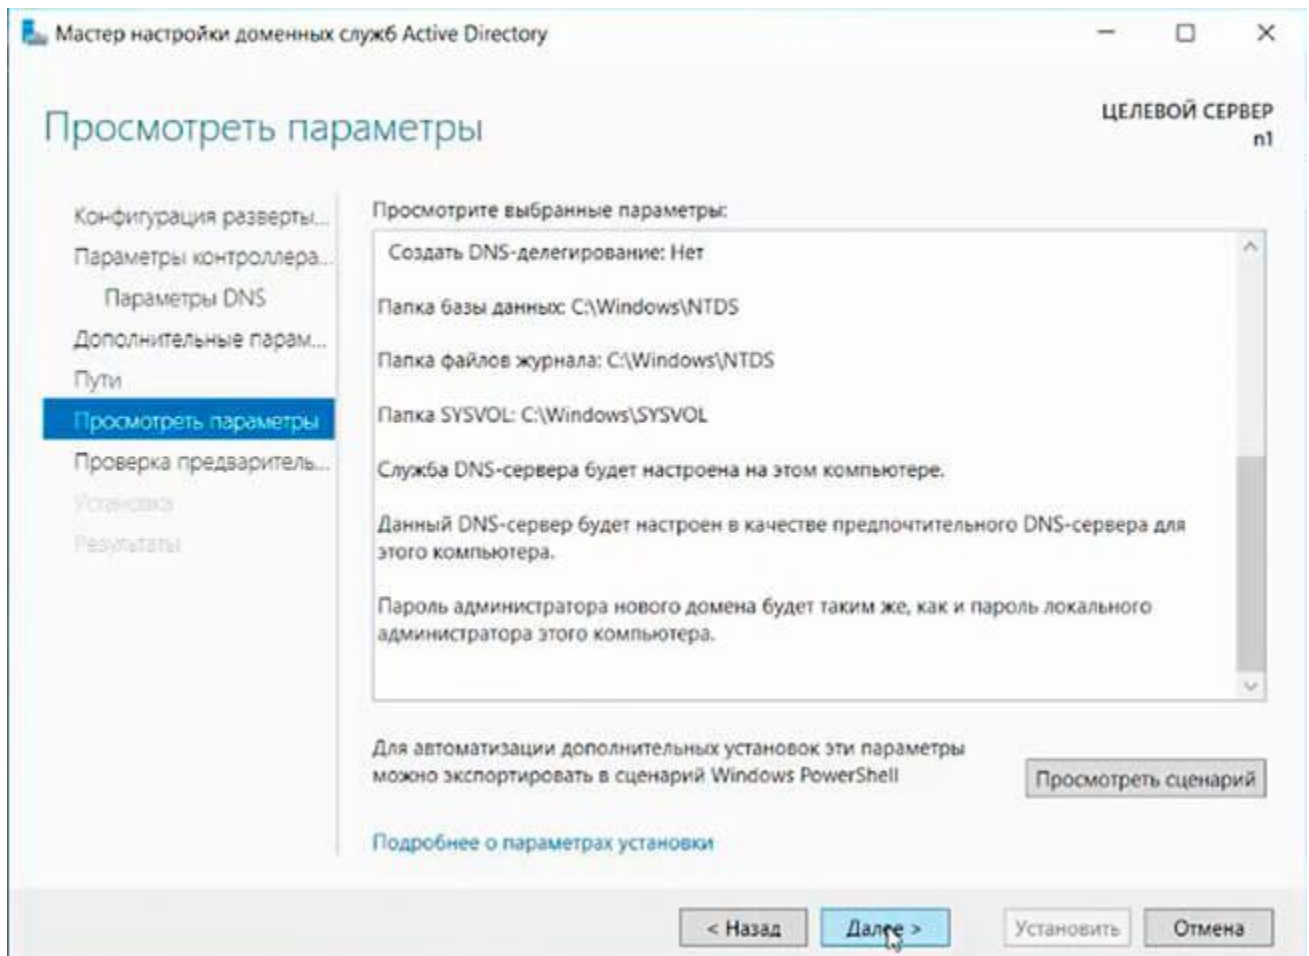 Мастер настройки доменных служб Active Directory
Просмотреть параметры
ЦЕЛЕВОЙ СЕРВЕР
n1
Конфигурация разверты...
Параметры контроллера...
Параметры DNS
Дополнительные парам...
Пути
Просмотреть параметры
Проверка предваритель...
Установка
Результаты
Просмотрите выбранные параметры:
Создать DNS-делегирование: Нет
Папка базы данных: C:\Windows\NTDS
Папка файлов журнала: C:\Windows\NTDS
Папка SYSVOL: C:\Windows\SYSVOL
Служба DNS-сервера будет настроена на этом компьютере.
Данный DNS-сервер будет настроен в качестве предпочтительного DNS-сервера для
этого компьютера.
Пароль администратора нового домена будет таким же, как и пароль локального
администратора этого компьютера.
Для автоматизации дополнительных установок эти параметры
можно экспортировать в сценарий Windows PowerShell
Просмотреть сценарий
Подробнее о параметрах установки
< Назад
Далее >
Установить
Отмена